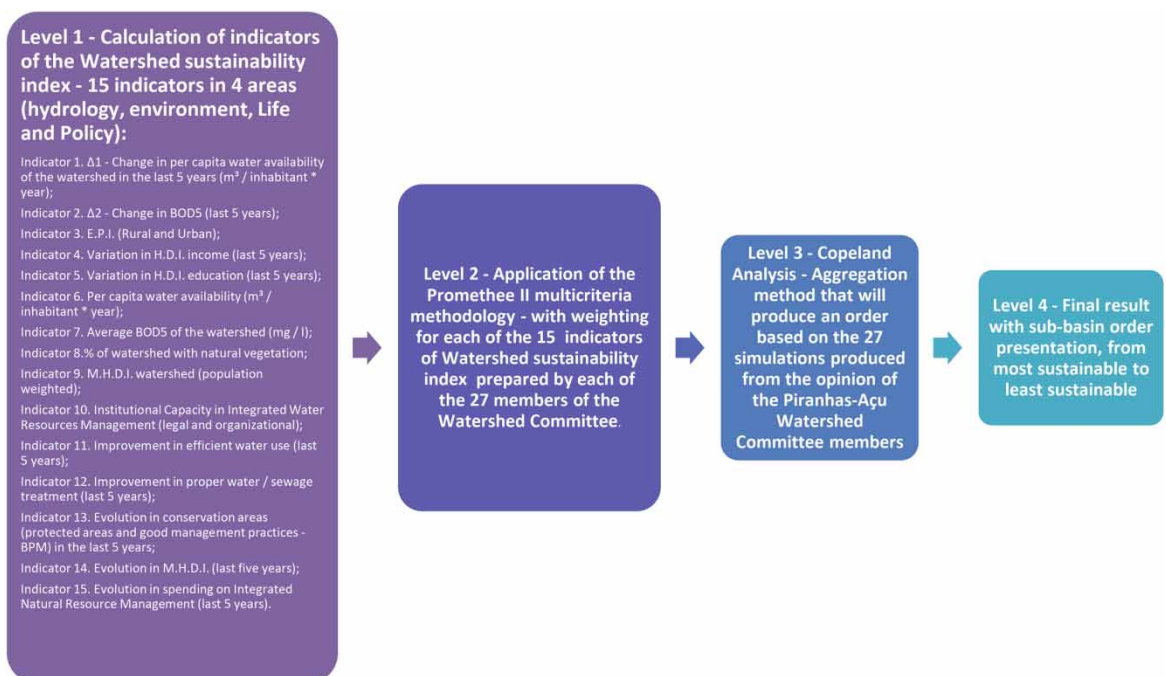 Level 1 - Calculation of indicators
of the Watershed sustainability
index - 15 indicators in 4 areas
(hydrology, environment, Life
and Policy):
Indicator 1. Δ1 - Change in per capita water availability
of the watershed in the last 5 years (m³ / inhabitant *
year);
Indicator 2. Δ2 - Change in BOD5 (last 5 years);
Indicator 3. E.P.I. (Rural and Urban);
Indicator 4. Variation in H.D.I. income (last 5 years);
Indicator 5. Variation in H.D.I. education (last 5 years);
Indicator 6. Per capita water availability (m³ /
inhabitant * year);
Indicator 7. Average BOD5 of the watershed (mg / l);
Indicator 8.% of watershed with natural vegetation;
Indicator 9. M.H.D.I. watershed (population
weighted);
Indicator 10. Institutional Capacity in Integrated Water
Resources Management (legal and organizational);
Indicator 11. Improvement in efficient water use (last
5 years);
Indicator 12. Improvement in proper water / sewage
treatment (last 5 years);
Indicator 13. Evolution in conservation areas
(protected areas and good management practices -
BPM) in the last 5 years;
Indicator 14. Evolution in M.H.D.I. (last five years);
Indicator 15. Evolution in spending on Integrated
Natural Resource Management (last 5 years).
Level 2 - Application of the
Promethee II multicriteria
methodology - with weighting
for each of the 15 indicators
of Watershed sustainability
index prepared by each of
the 27 members of the
Watershed Committee.
Level 3 - Copeland
Analysis - Aggregation
method that will
produce an order
based on the 27
simulations produced
from the opinion of
the Piranhas-Açu
Watershed
Committee members
Level 4 - Final result
with sub-basin order
presentation, from
most sustainable to
least sustainable